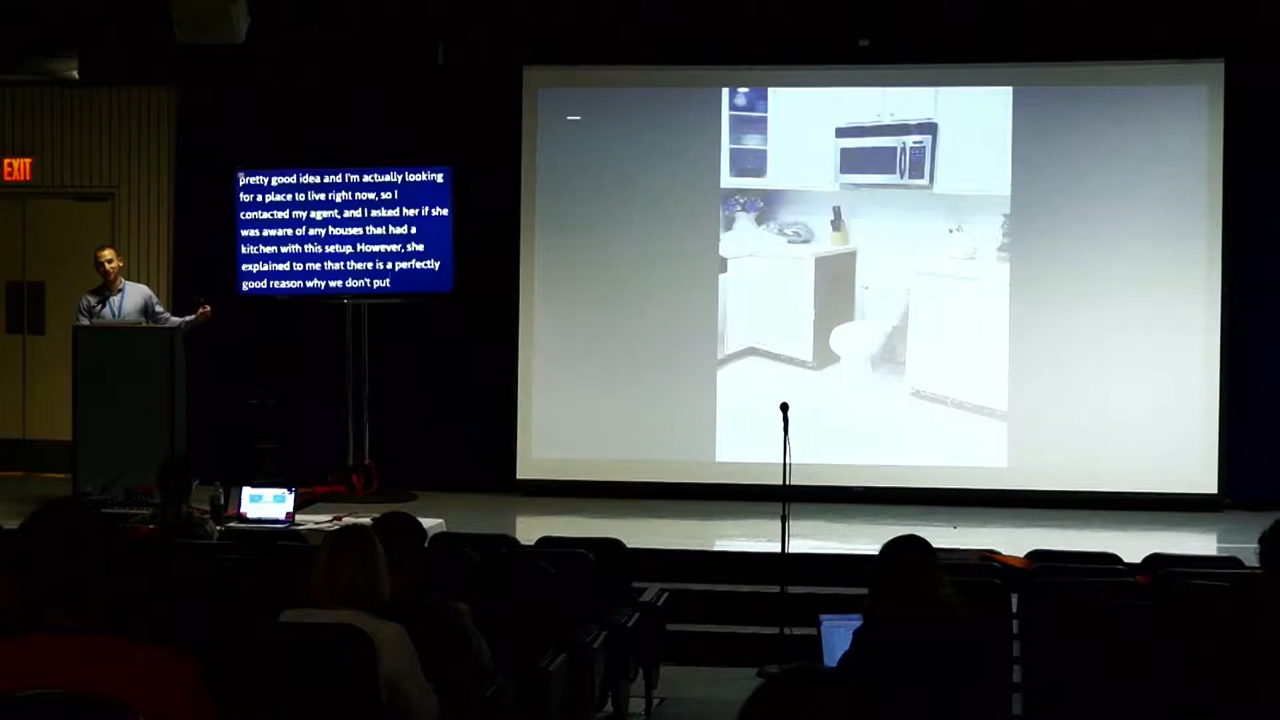 EXIT
pretty good idea and I'm actually looking
for a place to live right now, so I
contacted my agent, and I asked her if she
was aware of any houses that had a
kitchen with this setup. However, she
explained to me that there is a perfectly
good reason why we don't put